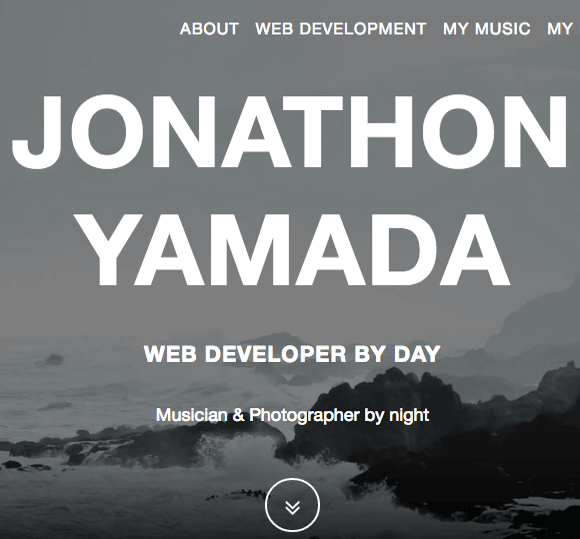 ABOUT WEB DEVELOPMENT MY MUSIC MY
JONATHON
YAMADA
WEB DEVELOPER BY DAY
Musician & Photographer by night